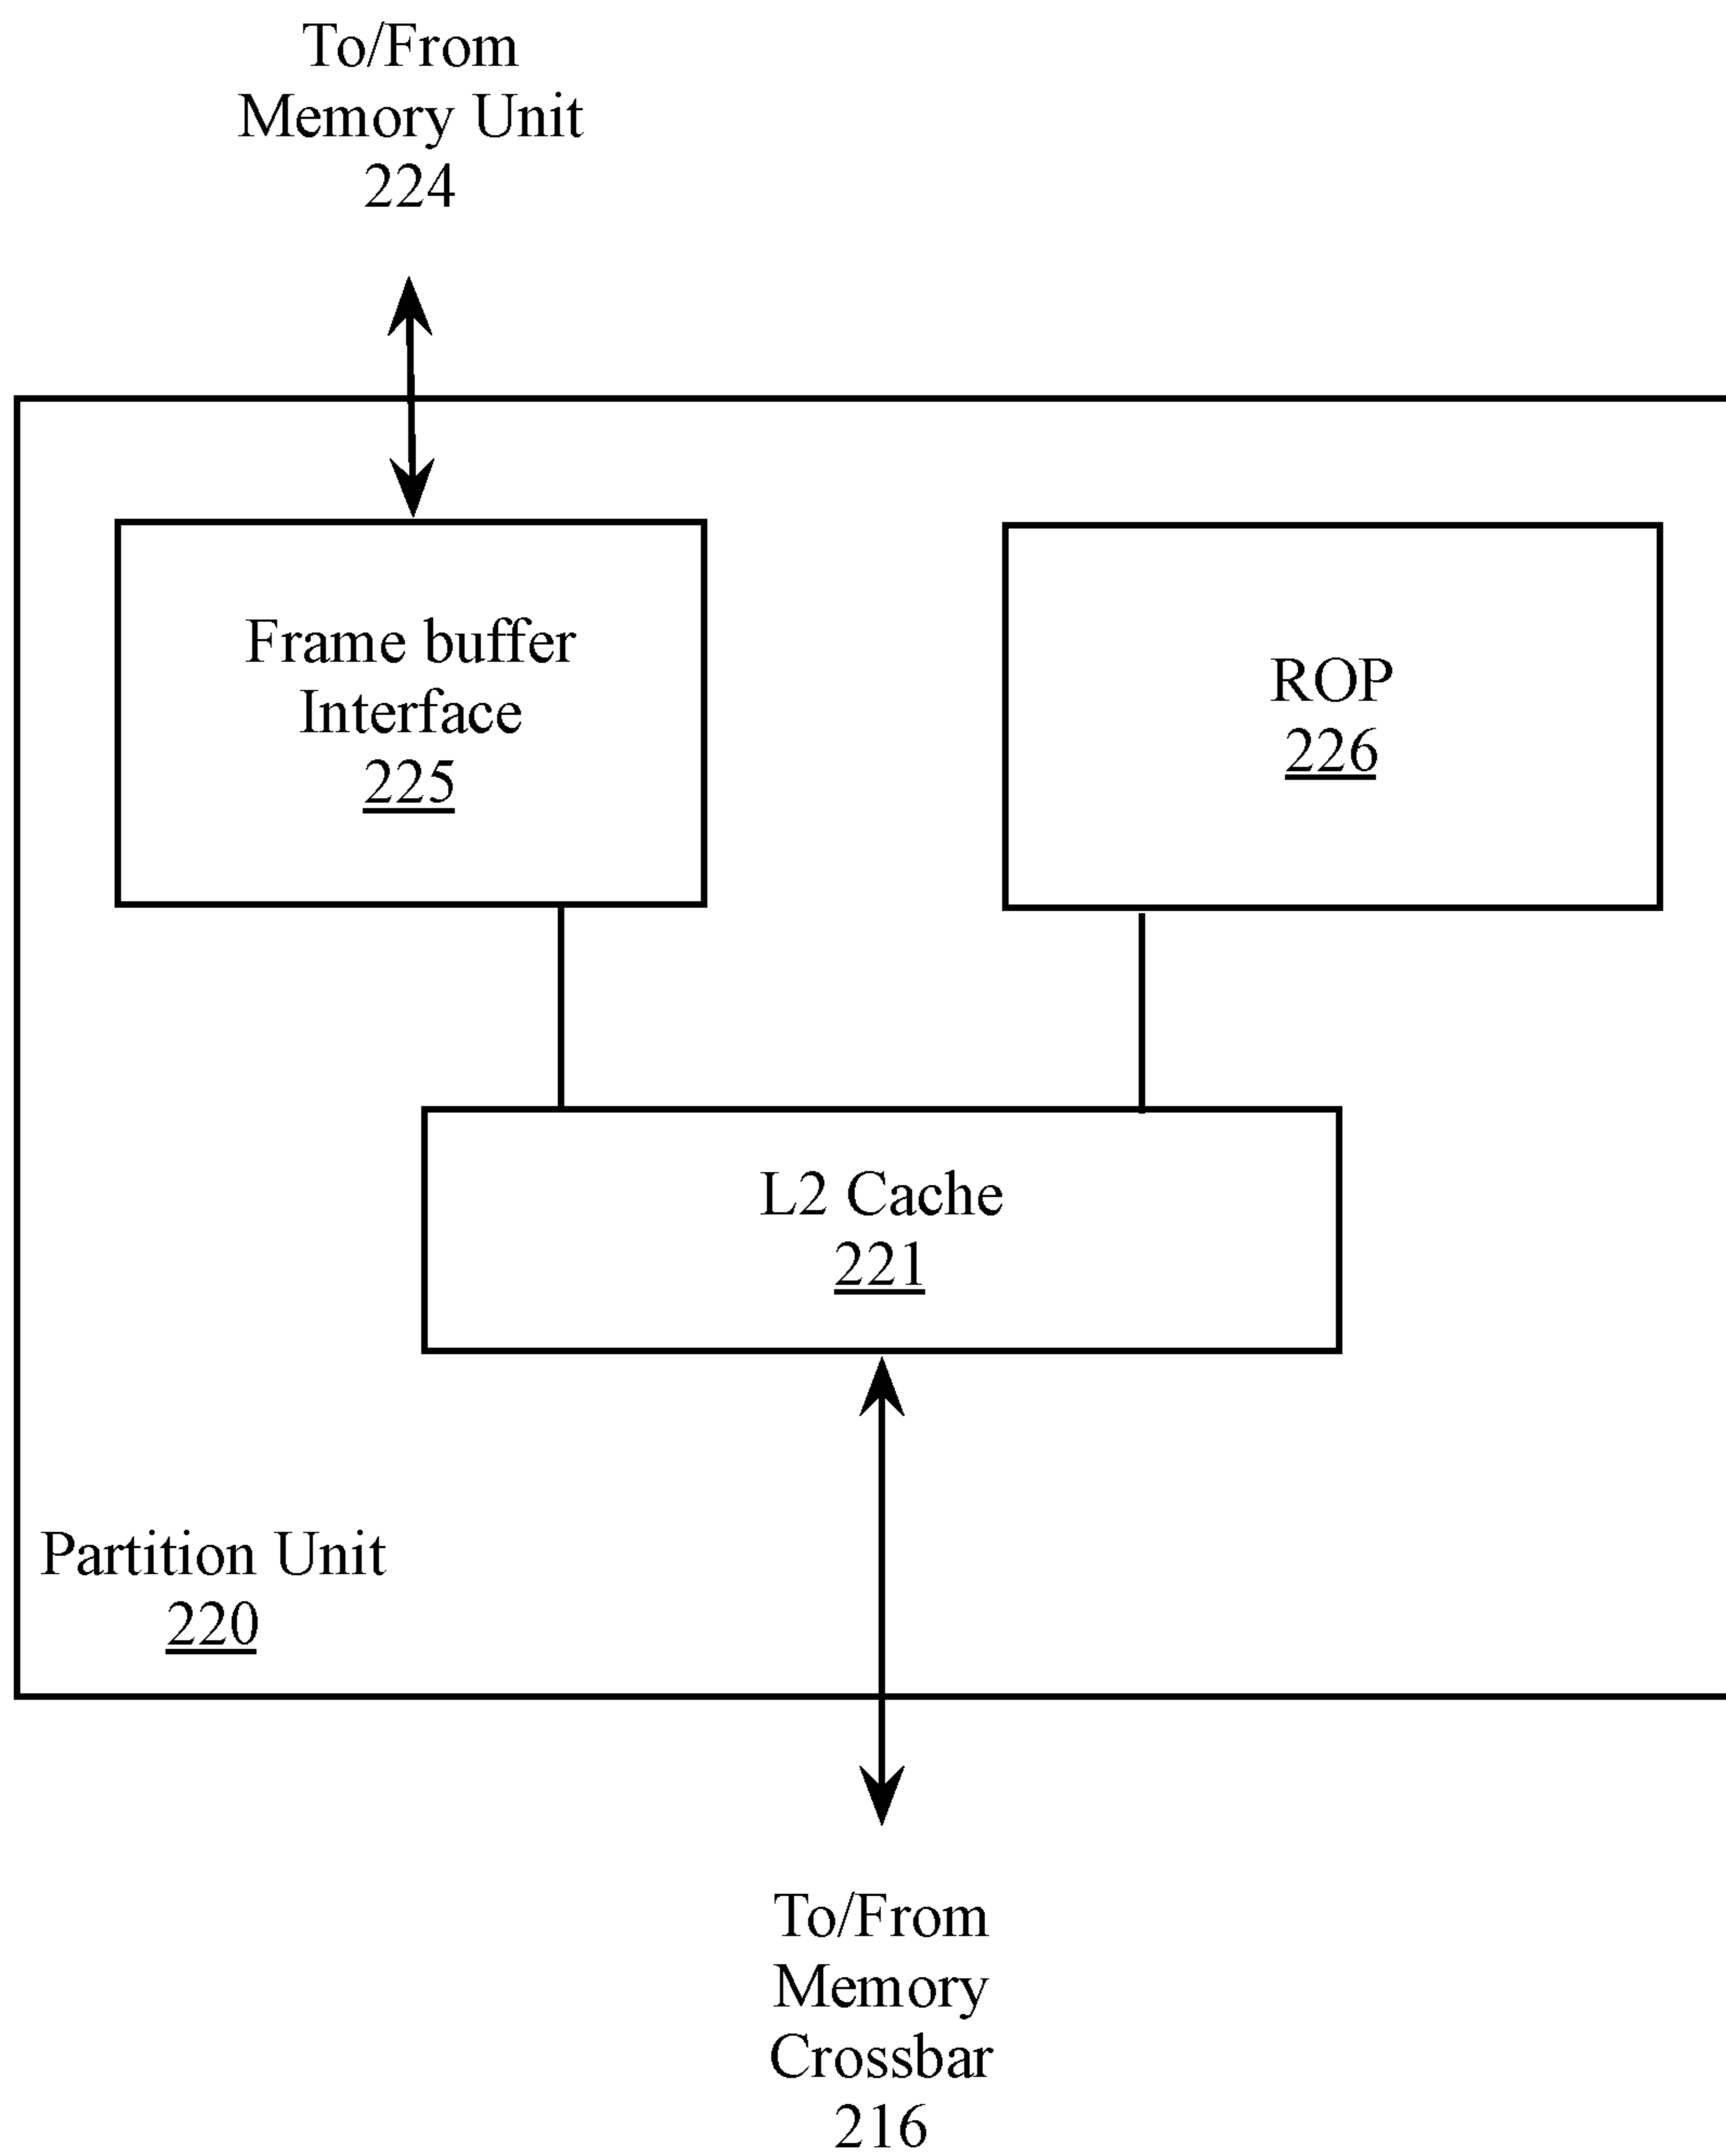 To/From
Memory Unit
224
Frame buffer
Interface
225
ROP
226
L2 Cache
221
Partition Unit
220
To/From
Memory
Crossbar
216